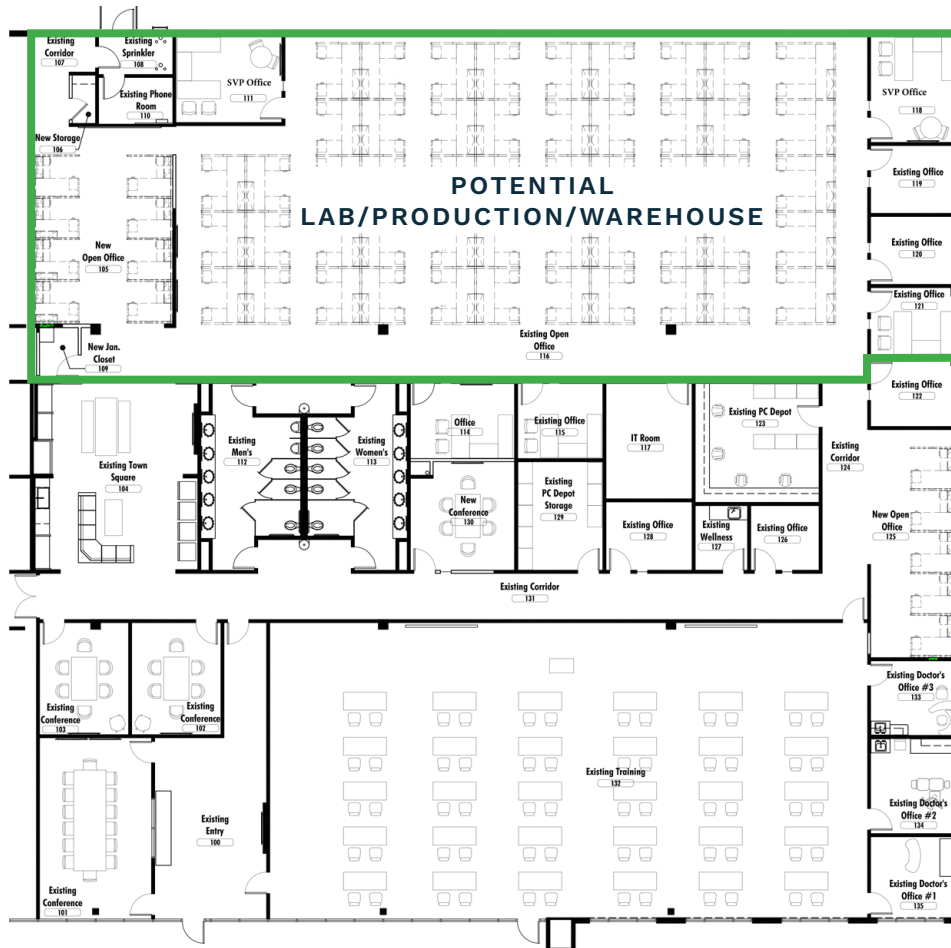 Existing
Corridor
107
Existing
Sprinkler
108
Existing Phone
Room
110
SVP Office
111
New Storage
106
SVP Office
118
Existing Office
119
POTENTIAL
LAB/PRODUCTION/WAREHOUSE
New
Open Office
105
Existing Office
120
Existing Office
121
New Jan.
Closet
109
Existing Open
Office
116
Existing Office
122
Existing Town
Square
104
Existing
Men's
112
Existing
Women's
113
Office
114
Existing Office
115
IT Room
117
Existing PC Depot
123
Existing
Corridor
124
New
Conference
130
Existing
PC Depot
Storage
129
Existing Office
128
Existing
Wellness
127
Existing Office
126
New Open
Office
125
Existing Corridor
131
Existing
Conference
103
Existing
Conference
102
Existing Doctor's
Office #3
133
Existing Training
132
Existing
Entry
100
Existing Doctor's
Office #2
134
Existing
Conference
101
Existing Doctor's
Office #1
135